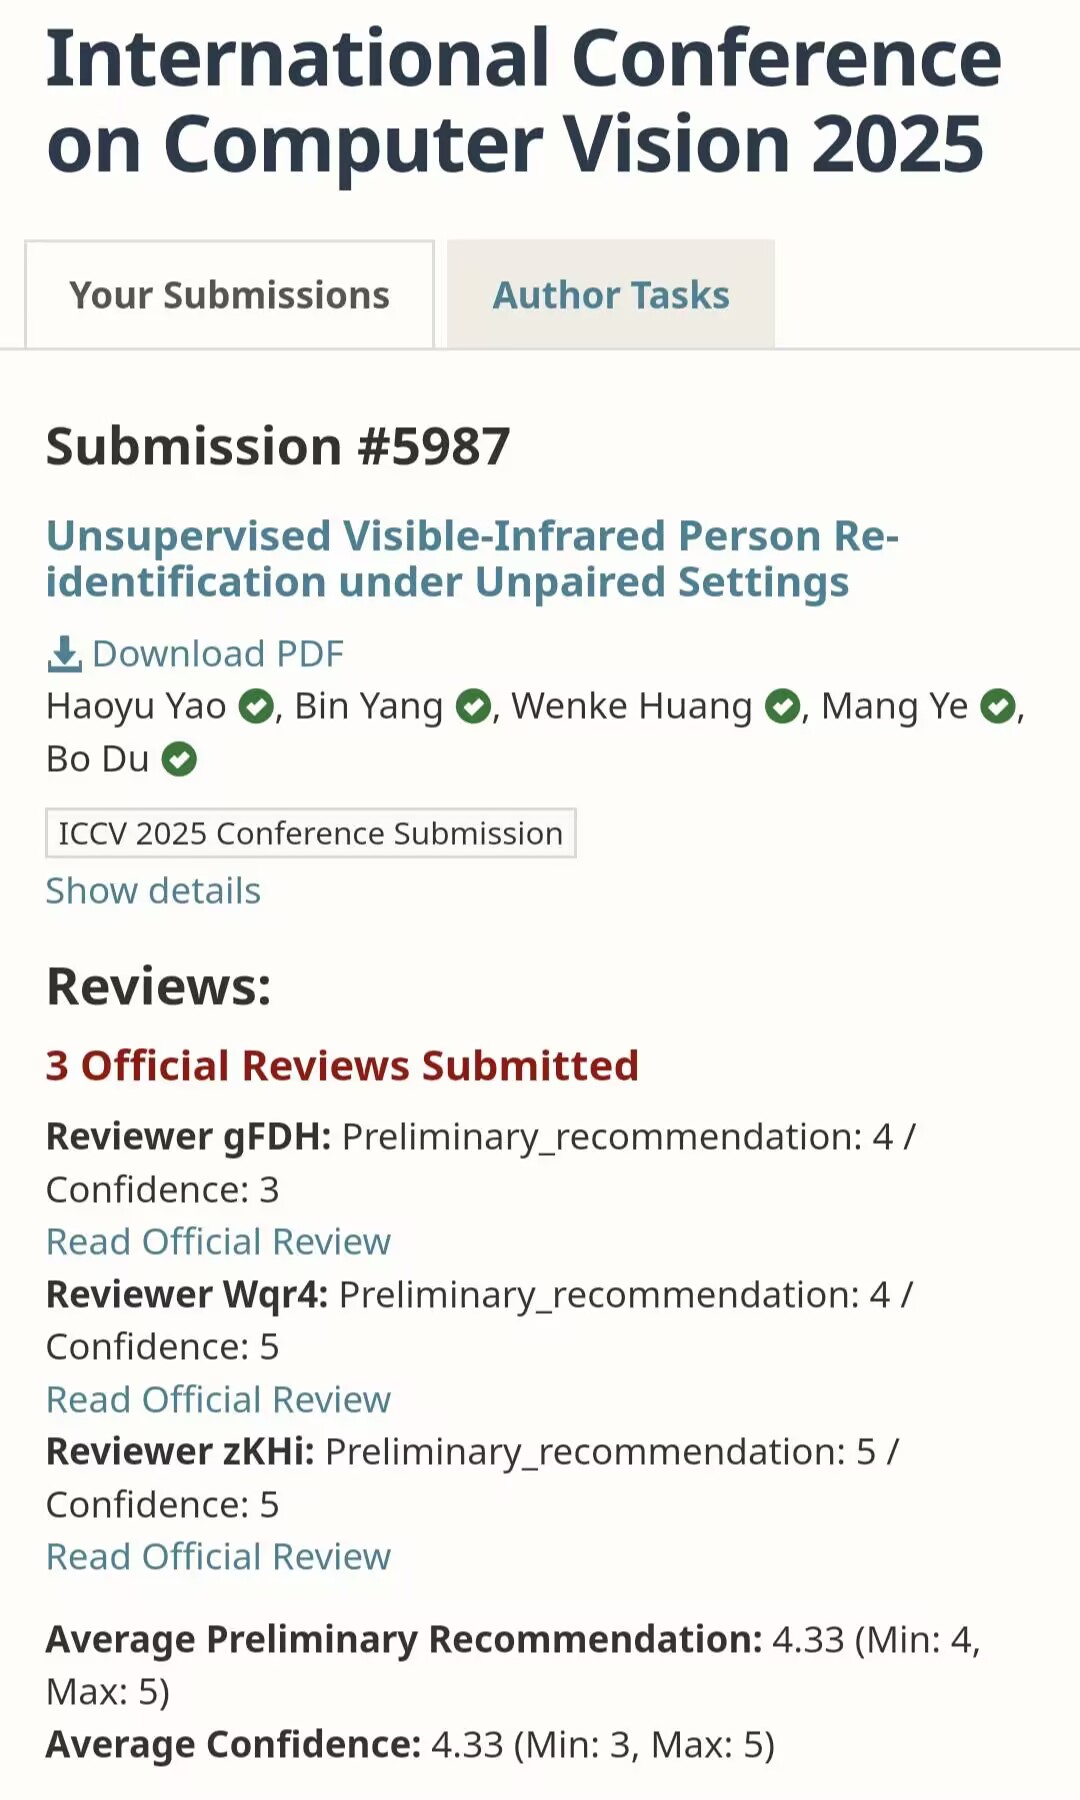 International Conference
on Computer Vision 2025
Your Submissions
Author Tasks
Submission #5987
Unsupervised Visible-Infrared Person Re-
identification under Unpaired Settings
Download PDF
Haoyu Yao, Bin Yang, Wenke Huang, Mang Ye,
Bo Du
ICCV 2025 Conference Submission
Show details
Reviews:
3 Official Reviews Submitted
Reviewer gFDH: Preliminary_recommendation: 4 /
Confidence: 3
Read Official Review
Reviewer Wqr4: Preliminary_recommendation: 4 /
Confidence: 5
Read Official Review
Reviewer zKHi: Preliminary_recommendation: 5 /
Confidence: 5
Read Official Review
Average Preliminary Recommendation: 4.33 (Min: 4,
Max: 5)
Average Confidence: 4.33 (Min: 3, Max: 5)